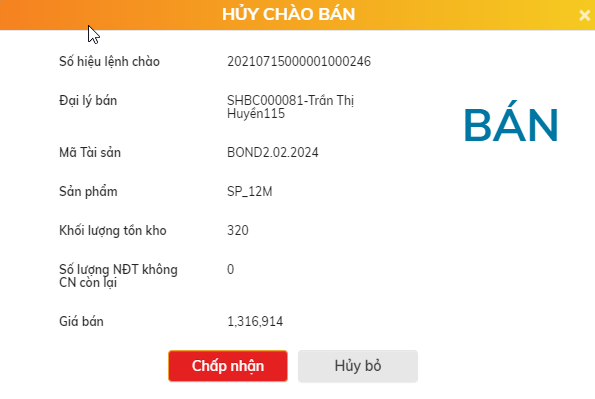 HỦY CHÀO BÁN
×
Số hiệu lệnh chào 20210715000001000246
Đại lý bán SHBC000081-Trần Thị
Huyền115
BÁN
Mã Tài sản BOND2.02.2024
Sản phẩm SP_12M
Khối lượng tồn kho 320
Số lượng NĐT không 0
CN còn lại
Giá bán 1,316,914
Chấp nhận Hủy bỏ